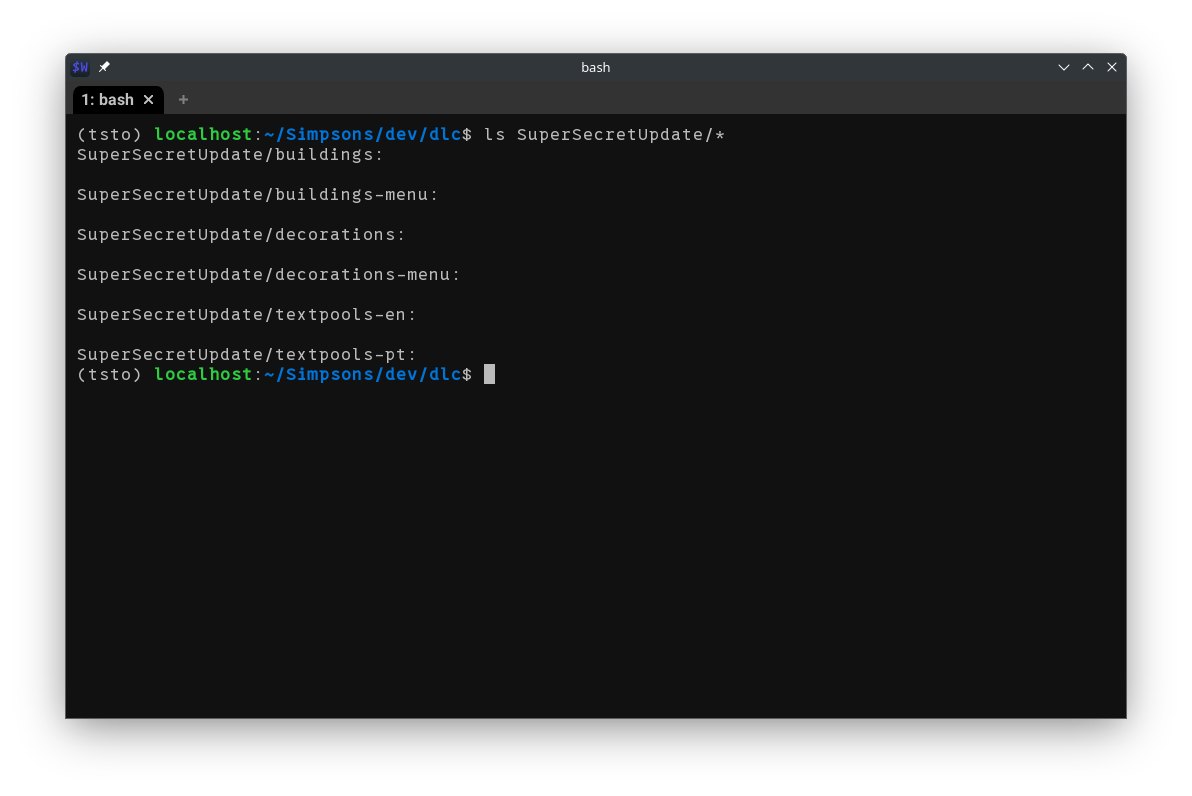 $W
bash
1: bash
(tsto) localhost:~/Simpsons/dev/dlc$ ls SuperSecretUpdate/*
SuperSecretUpdate/buildings:
SuperSecretUpdate/buildings-menu:
SuperSecretUpdate/decorations:
SuperSecretUpdate/decorations-menu:
SuperSecretUpdate/textpools-en:
SuperSecretUpdate/textpools-pt:
(tsto) localhost:~/Simpsons/dev/dlc$